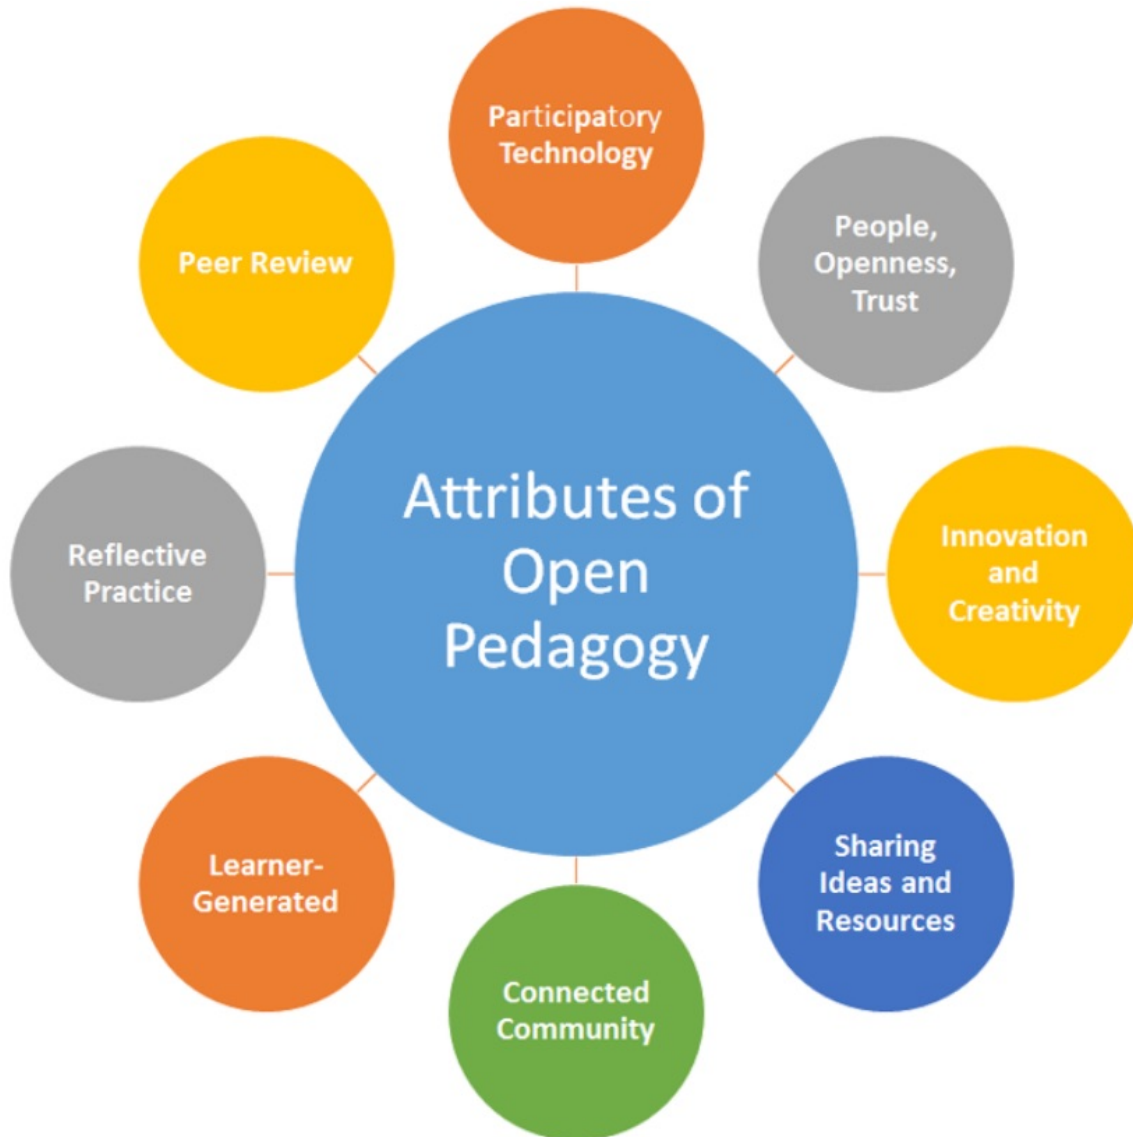 Participatory
Technology
People,
Openness,
Trust
Innovation
and
Creativity
Sharing
Ideas and
Resources
Connected
Community
Learner-
Generated
Reflective
Practice
Peer Review
Attributes of
Open
Pedagogy